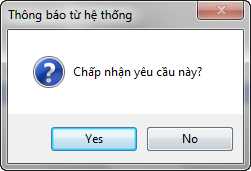 Thông báo từ hệ thống
Chấp nhận yêu cầu này?
Yes
No